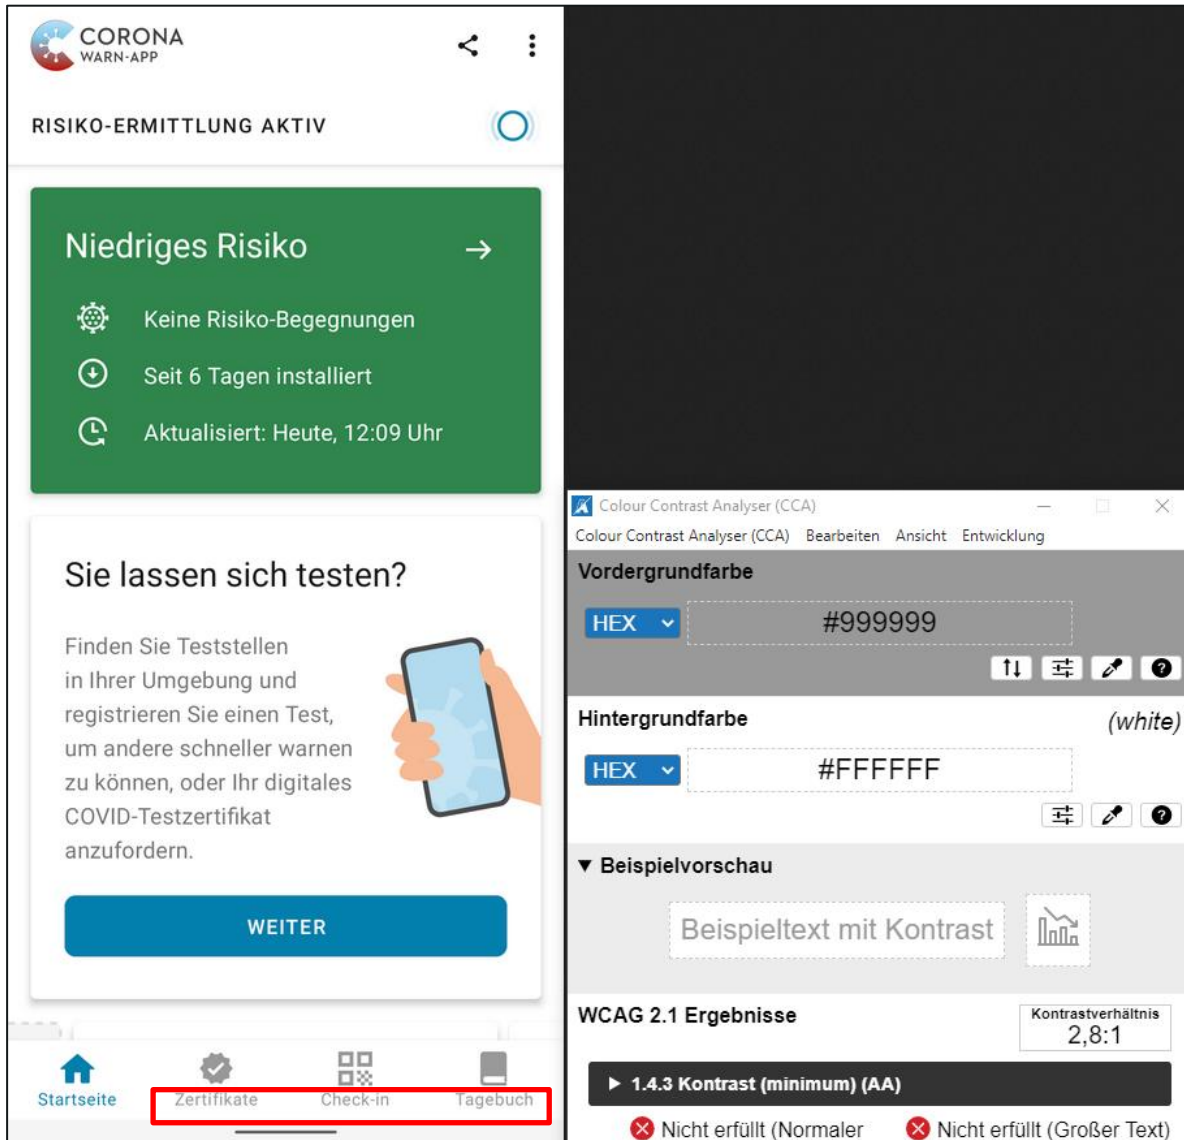 CORONA
WARN-APP
RISIKO-ERMITTLUNG AKTIV
Niedriges Risiko
Keine Risiko-Begegnungen
Seit 6 Tagen installiert
Aktualisiert: Heute, 12:09 Uhr
Sie lassen sich testen?
Finden Sie Teststellen
in Ihrer Umgebung und
registrieren Sie einen Test,
um andere schneller warnen
zu können, oder Ihr digitales
COVID-Testzertifikat
anzufordern.
WEITER
Startseite Zertifikate Check-in Tagebuch
Colour Contrast Analyser (CCA)
Colour Contrast Analyser (CCA) Bearbeiten Ansicht Entwicklung
Vordergrundfarbe
HEX #999999
Hintergrundfarbe (white)
HEX #FFFFFF
▼ Beispielvorschau
Beispieltext mit Kontrast
WCAG 2.1 Ergebnisse
Kontrastverhältnis
2,8:1
▶ 1.4.3 Kontrast (minimum) (AA)
Nicht erfüllt (Normaler Nicht erfüllt (Großer Text)